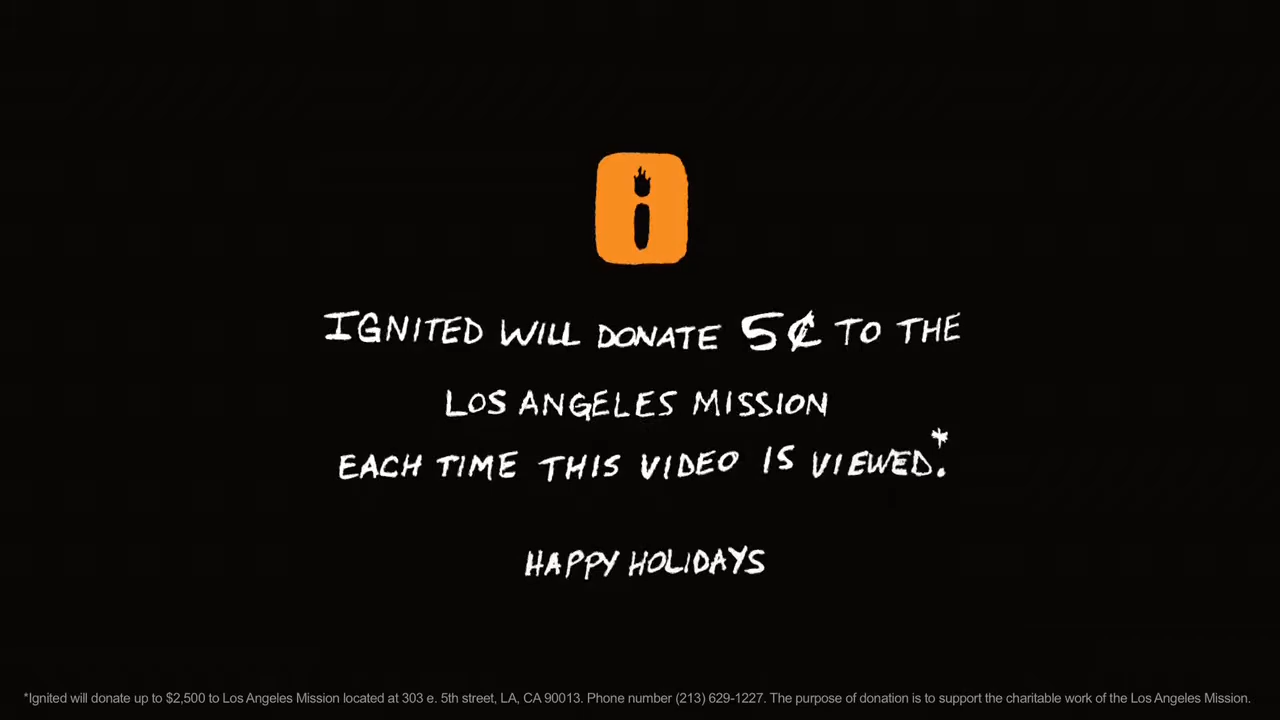 i
IGNITED WILL DONATE 5¢ TO THE
LOS ANGELES MISSION
EACH TIME THIS VIDEO IS VIEWED.*
HAPPY HOLIDAYS
*Ignited will donate up to $2,500 to Los Angeles Mission located at 303 e. 5th street, LA, CA 90013. Phone number (213) 629-1227. The purpose of donation is to support the charitable work of the Los Angeles Mission.